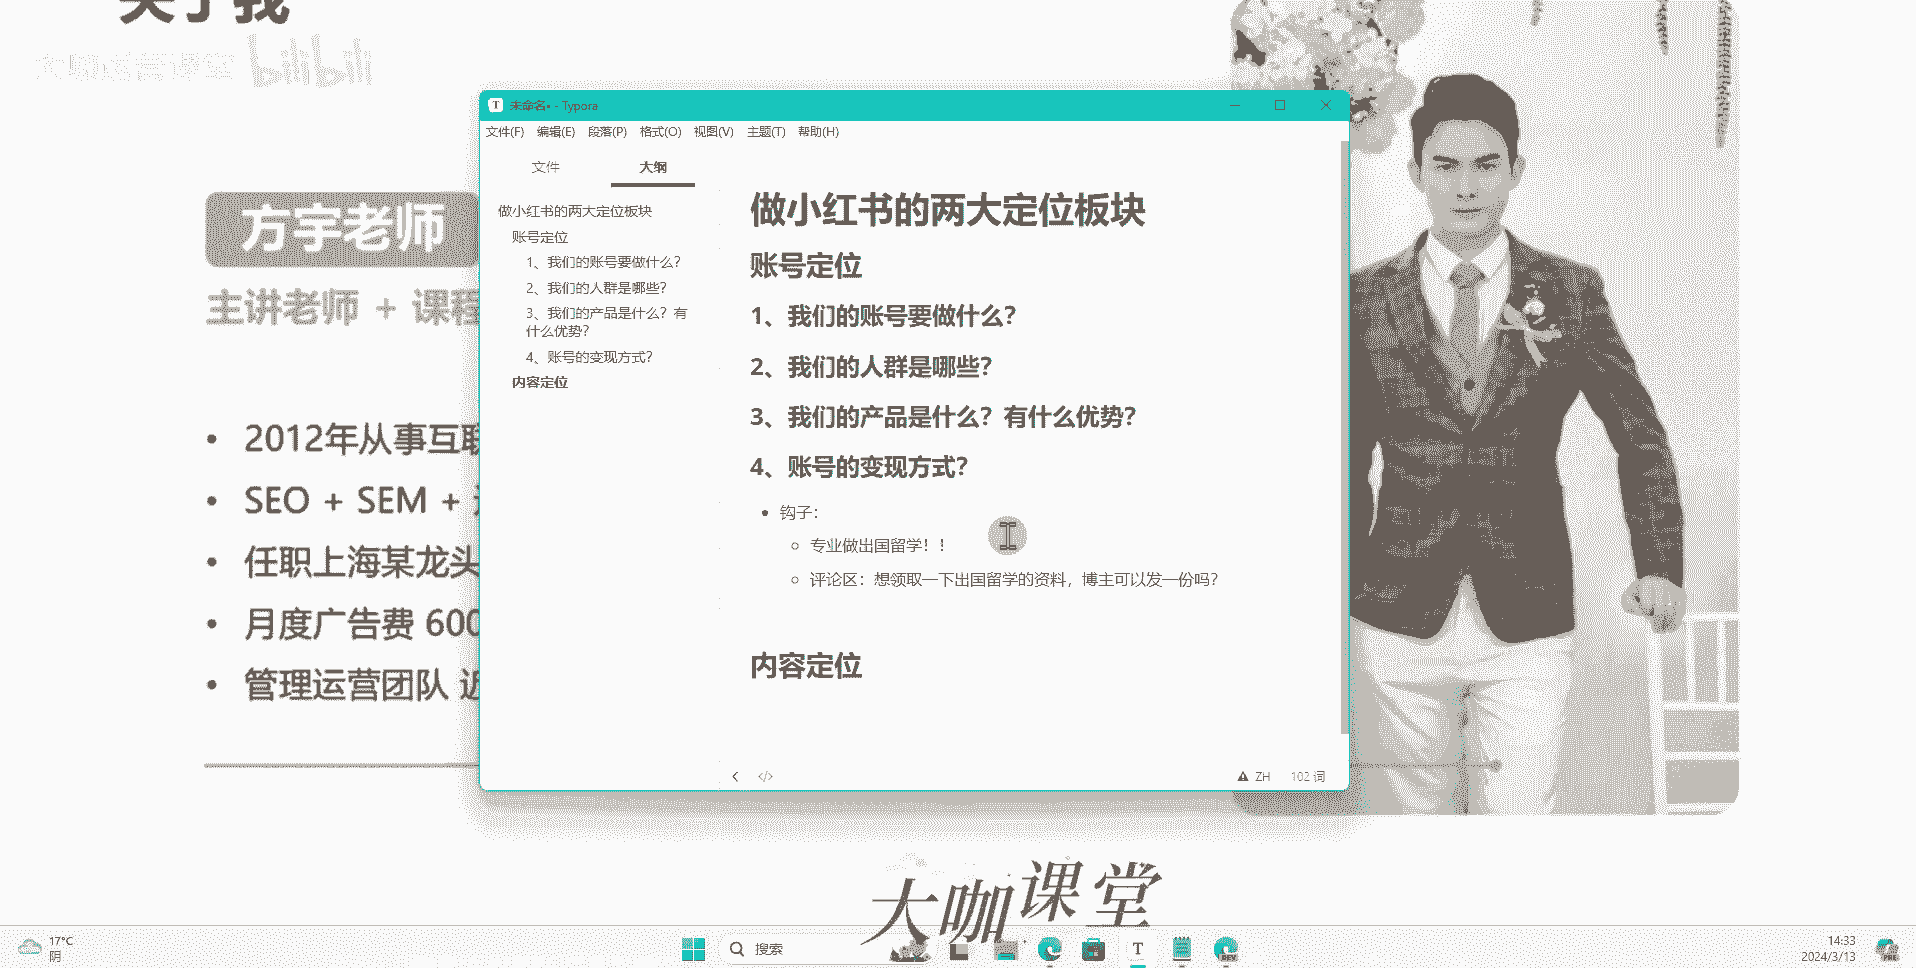 关于我
大咖运营课堂 bilibili
未命名• - Typora
文件(F) 编辑(E) 段落(P) 格式(O) 视图(V) 主题(T) 帮助(H)
文件 大纲
做小红书的两大定位板块
账号定位
1、我们的账号要做什么？
2、我们的人群是哪些？
3、我们的产品是什么？有
什么优势？
4、账号的变现方式？
内容定位
做小红书的两大定位板块
账号定位
1、我们的账号要做什么？
2、我们的人群是哪些？
3、我们的产品是什么？有什么优势？
4、账号的变现方式？
钩子：
专业做出国留学！！
评论区：想领取一下出国留学的资料，博主可以发一份吗？
内容定位
ZH 102 词
方宇老师
主讲老师 + 课程
2012年从事互联
SEO + SEM +
任职上海某龙头
月度广告费 600
管理运营团队 近
大咖课堂
17°C
阴
搜索
14:33
2024/3/13